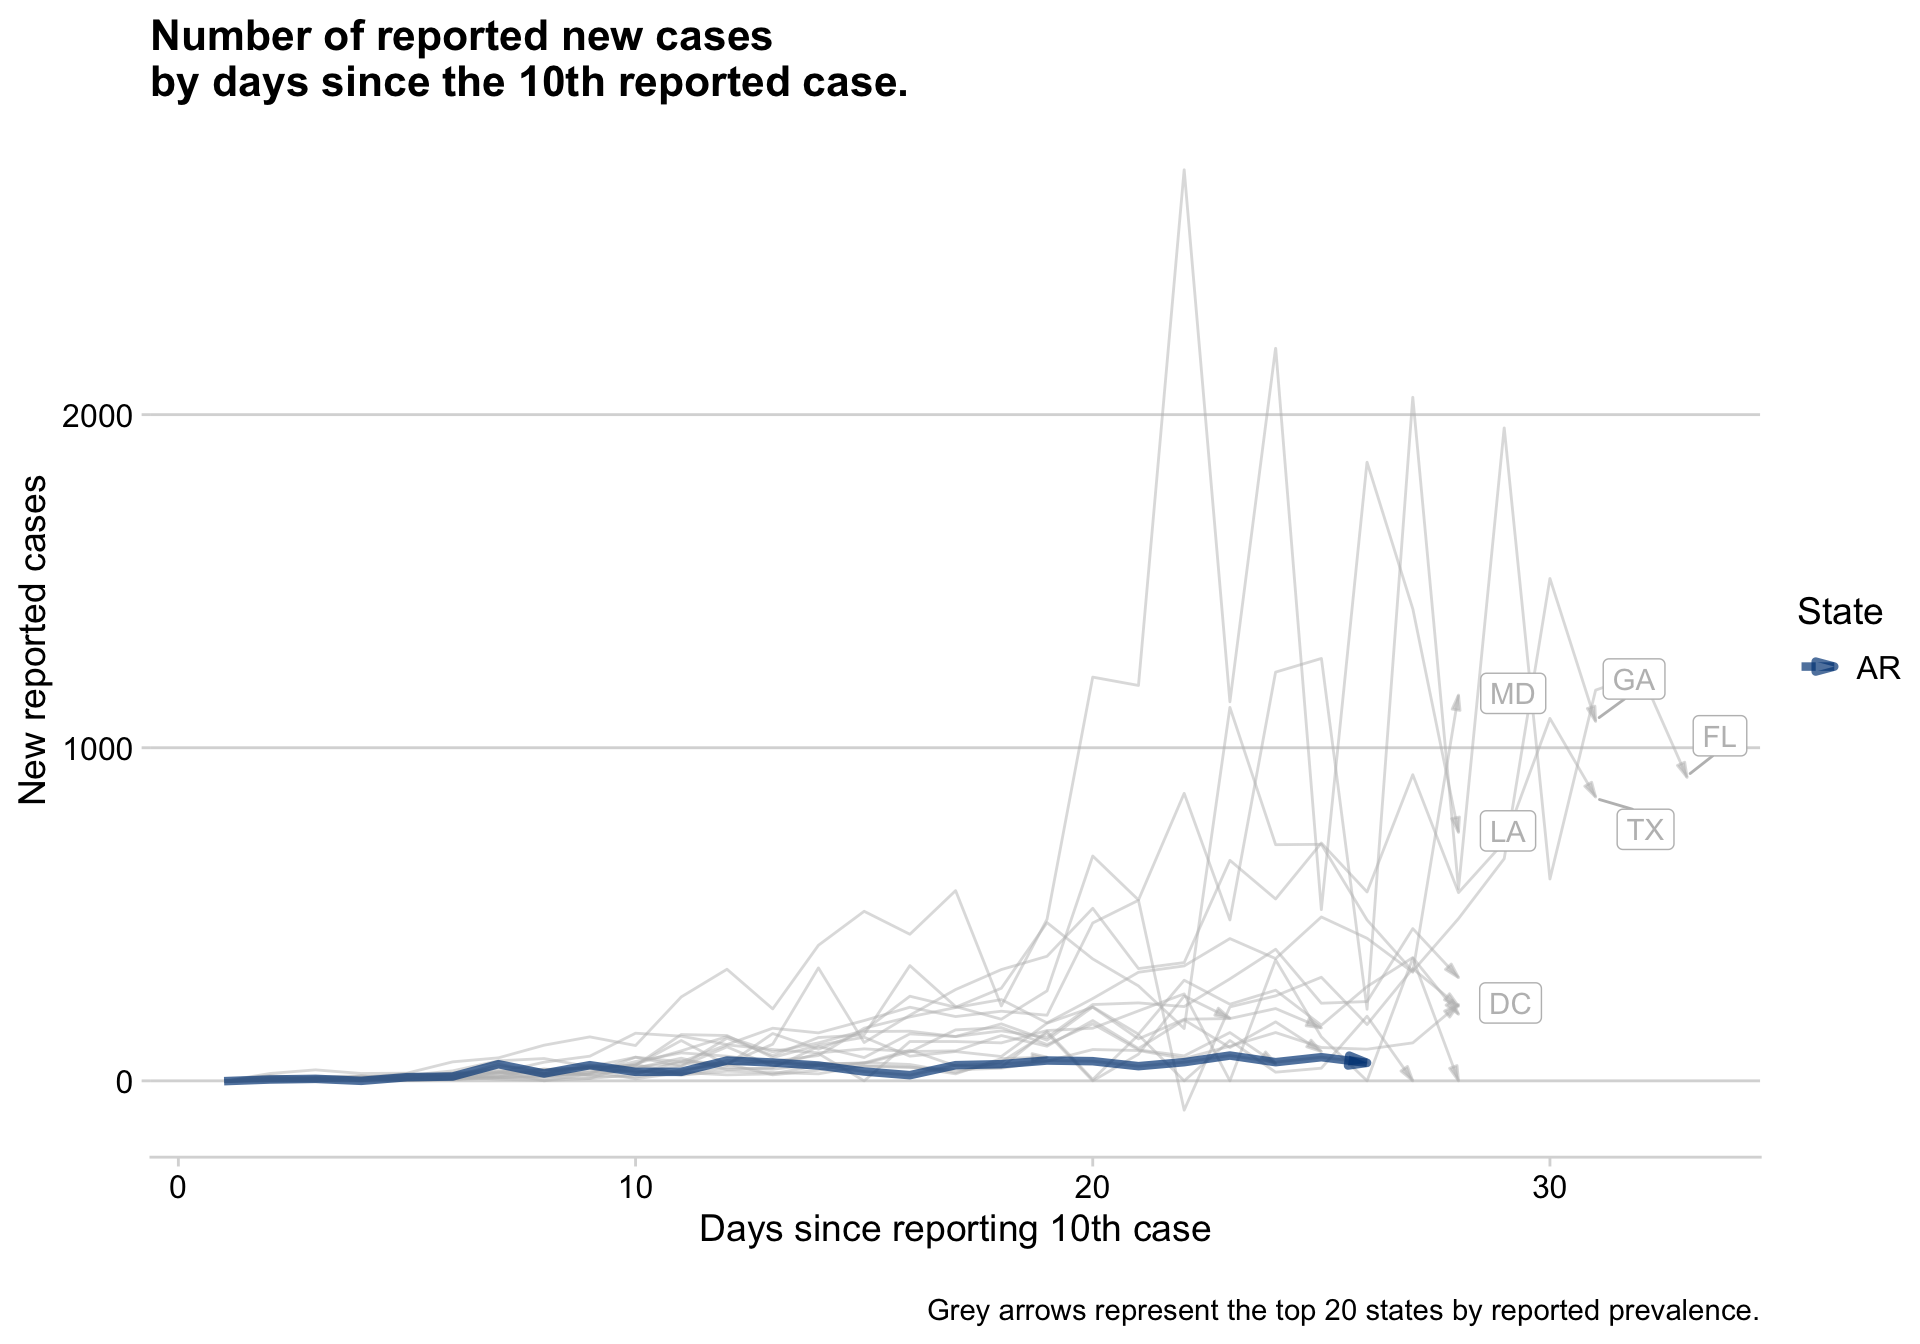 Number of reported new cases
by days since the 10th reported case.
New reported cases
2000
1000
0
MD
GA
FL
LA
TX
DC
State
AR
0
10
20
30
Days since reporting 10th case
Grey arrows represent the top 20 states by reported prevalence.